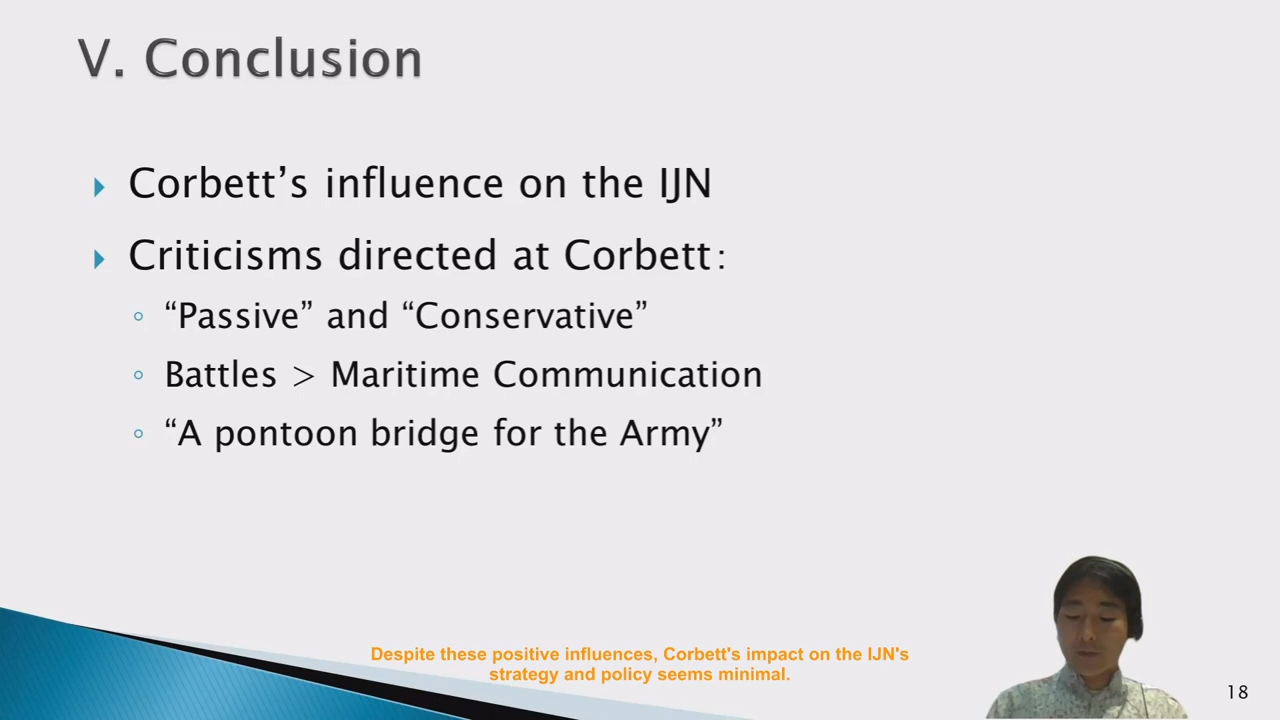 V. Conclusion
Corbett’s influence on the IJN
Criticisms directed at Corbett：
“Passive” and “Conservative”
Battles > Maritime Communication
“A pontoon bridge for the Army”
Despite these positive influences, Corbett's impact on the IJN's
strategy and policy seems minimal.
18